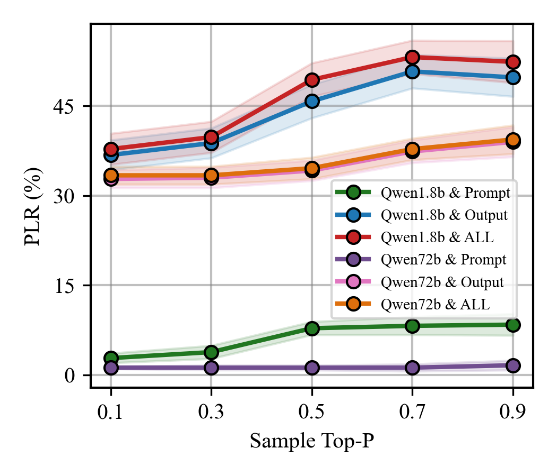 PLR (%)
45
30
15
0
Qwen1.8b & Prompt
Qwen1.8b & Output
Qwen1.8b & ALL
Qwen72b & Prompt
Qwen72b & Output
Qwen72b & ALL
0.1
0.3
0.5
0.7
0.9
Sample Top-P